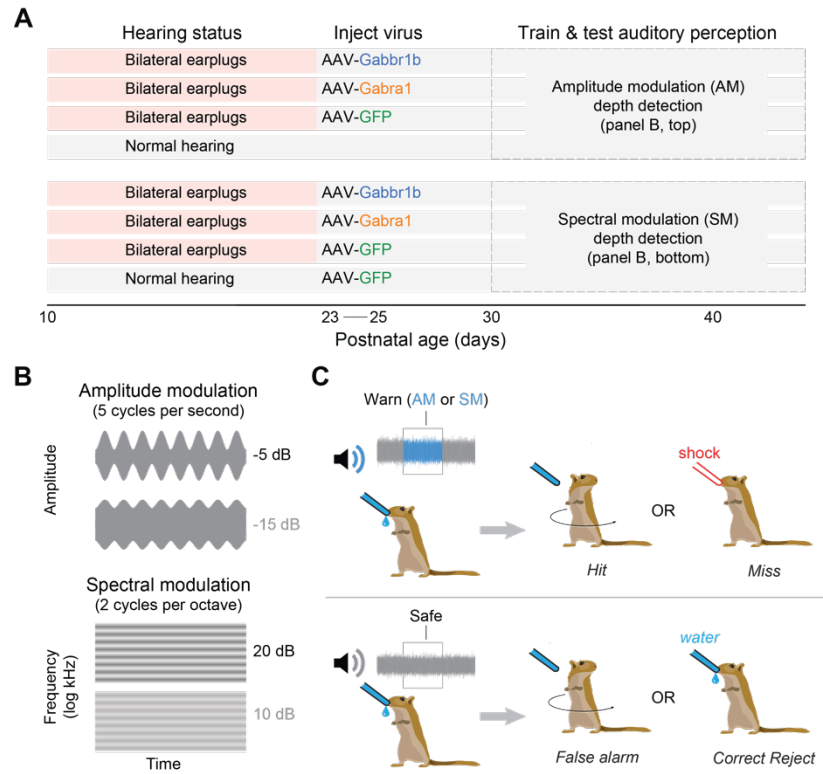 A
Hearing status
Inject virus
Train & test auditory perception
Bilateral earplugs
AAV-Gabbr1b
Bilateral earplugs
AAV-Gabra1
Bilateral earplugs
AAV-GFP
Normal hearing
Amplitude modulation (AM)
depth detection
(panel B, top)
Bilateral earplugs
AAV-Gabbr1b
Bilateral earplugs
AAV-Gabra1
Bilateral earplugs
AAV-GFP
Normal hearing
AAV-GFP
Spectral modulation (SM)
depth detection
(panel B, bottom)
10
23
25
30
40
Postnatal age (days)
B
Amplitude modulation
(5 cycles per second)
Amplitude
-5 dB
-15 dB
Spectral modulation
(2 cycles per octave)
Frequency
(log kHz)
20 dB
10 dB
Time
C
Warn (AM or SM)
shock
OR
Hit
Miss
Safe
water
OR
False alarm
Correct Reject